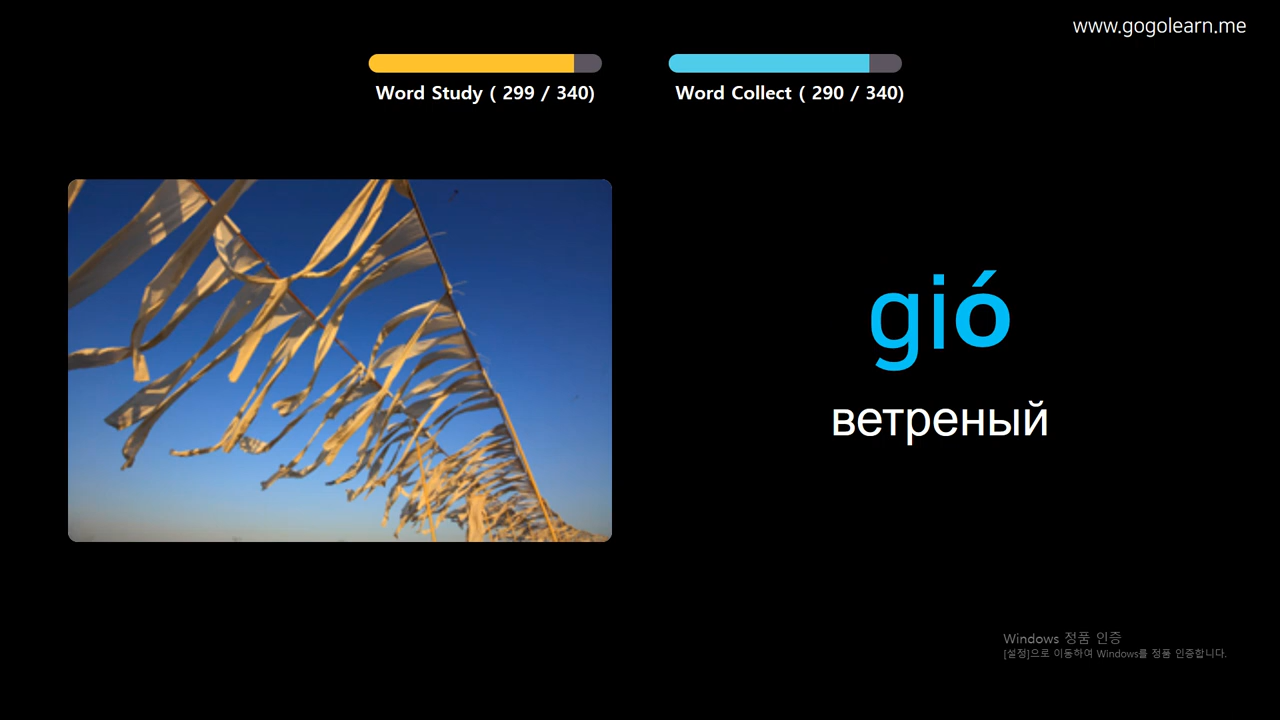 www.gogolearn.me
Word Study ( 299 / 340)
Word Collect ( 290 / 340)
gió
ветреный
Windows 정품 인증
[설정]으로 이동하여 Windows를 정품 인증합니다.